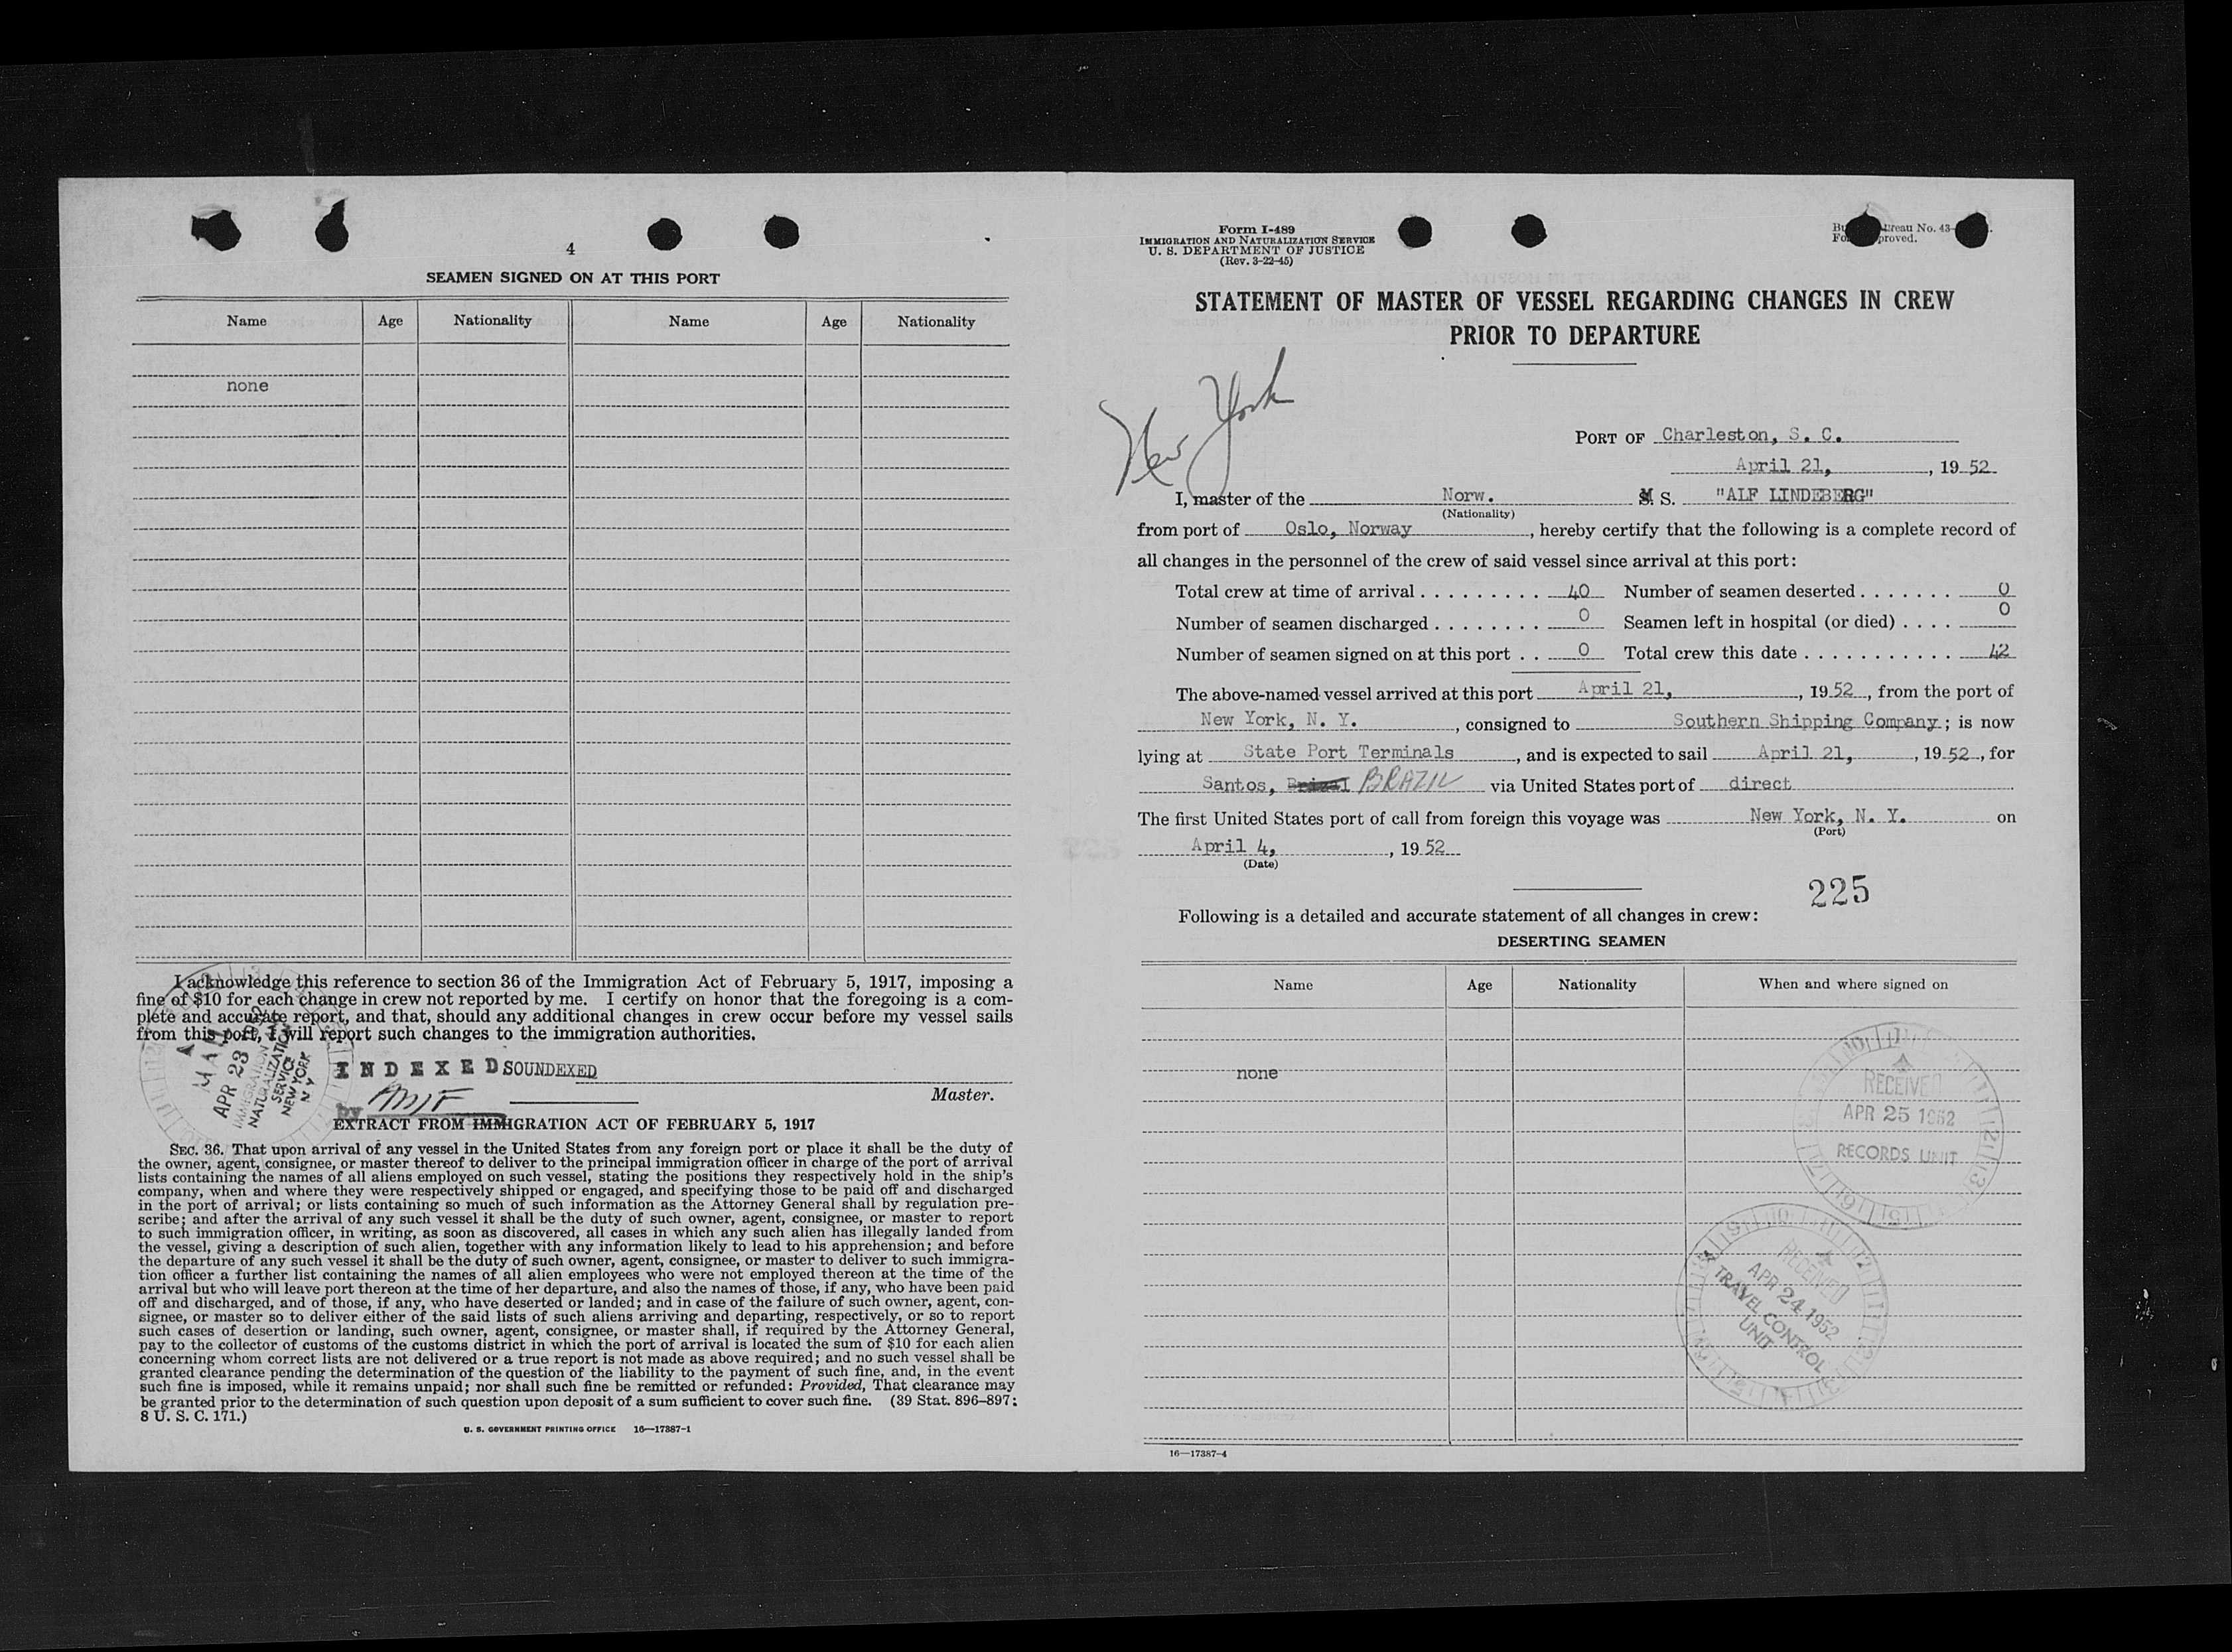 4
SEAMEN SIGNED ON AT THIS PORT
Name Age Nationality Name Age Nationality
none
I acknowledge this reference to section 36 of the Immigration Act of February 5, 1917, imposing a
fine of $10 for each change in crew not reported by me. I certify on honor that the foregoing is a com-
plete and accurate report, and that, should any additional changes in crew occur before my vessel sails
from this port, I will report such changes to the immigration authorities.
APR 23
IMMIGRATION
NATURALIZATION
SERVICE
NEW YORK
N Y
INDEXED SOUNDEXED
Master.
by
EXTRACT FROM IMMIGRATION ACT OF FEBRUARY 5, 1917
SEC. 36. That upon arrival of any vessel in the United States from any foreign port or place it shall be the duty of
the owner, agent, consignee, or master thereof to deliver to the principal immigration officer in charge of the port of arrival
lists containing the names of all aliens employed on such vessel, stating the positions they respectively hold in the ship's
company, when and where they were respectively shipped or engaged, and specifying those to be paid off and discharged
in the port of arrival; or lists containing so much of such information as the Attorney General shall by regulation pre-
scribe; and after the arrival of any such vessel it shall be the duty of such owner, agent, consignee, or master to report
to such immigration officer, in writing, as soon as discovered, all cases in which any such alien has illegally landed from
the vessel, giving a description of such alien, together with any information likely to lead to his apprehension; and before
the departure of any such vessel it shall be the duty of such owner, agent, consignee, or master to deliver to such immigra-
tion officer a further list containing the names of all alien employees who were not employed thereon at the time of the
arrival but who will leave port thereon at the time of her departure, and also the names of those, if any, who have been paid
off and discharged, and of those, if any, who have deserted or landed; and in case of the failure of such owner, agent, con-
signee, or master so to deliver either of the said lists of such aliens arriving and departing, respectively, or so to report
such cases of desertion or landing, such owner, agent, consignee, or master shall, if required by the Attorney General,
pay to the collector of customs of the customs district in which the port of arrival is located the sum of $10 for each alien
concerning whom correct lists are not delivered or a true report is not made as above required; and no such vessel shall be
granted clearance pending the determination of the question of the liability to the payment of such fine, and, in the event
such fine is imposed, while it remains unpaid; nor shall such fine be remitted or refunded: Provided, That clearance may
be granted prior to the determination of such question upon deposit of a sum sufficient to cover such fine. (39 Stat. 896–897;
8 U. S. C. 171.)
U. S. GOVERNMENT PRINTING OFFICE 16—17387-1
Form I-489
IMMIGRATION AND NATURALIZATION SERVICE
U. S. DEPARTMENT OF JUSTICE
(Rev. 3-22-45)
No. 43-
STATEMENT OF MASTER OF VESSEL REGARDING CHANGES IN CREW
PRIOR TO DEPARTURE
New York
PORT OF Charleston, S. C.
April 21, , 19 52
I, master of the Norw. M S. "ALF LINDEBERG"
(Nationality)
from port of Oslo, Norway , hereby certify that the following is a complete record of
all changes in the personnel of the crew of said vessel since arrival at this port:
Total crew at time of arrival . . . . . . . . . 40 Number of seamen deserted . . . . . . . 0
Number of seamen discharged . . . . . . . . 0 Seamen left in hospital (or died) . . . . 0
Number of seamen signed on at this port . . 0 Total crew this date . . . . . . . . . . . 42
The above-named vessel arrived at this port April 21, , 19 52 , from the port of
New York, N. Y. , consigned to Southern Shipping Company ; is now
lying at State Port Terminals , and is expected to sail April 21, , 19 52 , for
Santos, BRAZIL via United States port of direct
The first United States port of call from foreign this voyage was New York, N. Y. on
(Port)
April 4, , 19 52
(Date)
225
Following is a detailed and accurate statement of all changes in crew:
DESERTING SEAMEN
Name Age Nationality When and where signed on
none
RECEIVED
APR 25 1952
RECORDS UNIT
RECEIVED
APR 24 1952
TRAVEL CONTROL
UNIT
16—17387-4